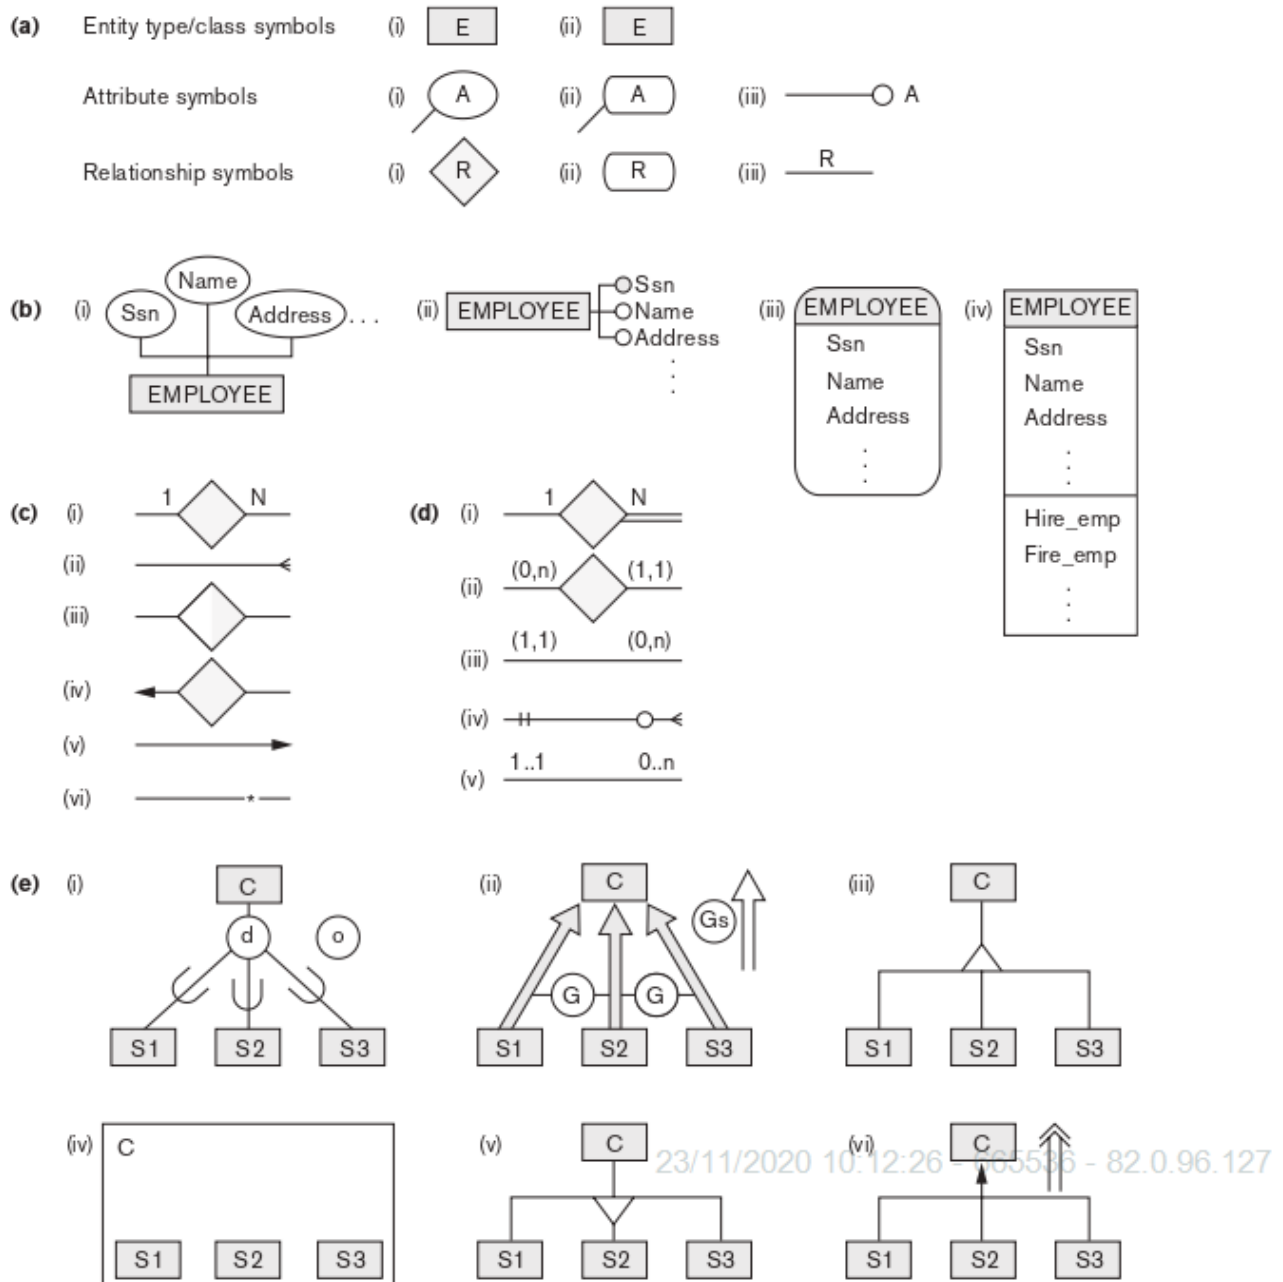 (a) Entity type/class symbols (i) E (ii) E
Attribute symbols (i) A (ii) A (iii) A
Relationship symbols (i) R (ii) R (iii) R
(b) (i) Ssn Name Address . . .
EMPLOYEE
(ii) EMPLOYEE Ssn
Name
Address
(iii) EMPLOYEE
Ssn
Name
Address
(iv) EMPLOYEE
Ssn
Name
Address
Hire_emp
Fire_emp
(c) (i) 1 N
(ii)
(iii)
(iv)
(v)
(vi) *
(d) (i) 1 N
(ii) (0,n) (1,1)
(iii) (1,1) (0,n)
(iv)
(v) 1..1 0..n
(e) (i) C
d o
S1 S2 S3
(ii) C
Gs
G G
S1 S2 S3
(iii) C
S1 S2 S3
(iv) C
S1 S2 S3
(v) C
S1 S2 S3
(vi) C
S1 S2 S3
23/11/2020 10:12:26 - 665536 - 82.0.96.127